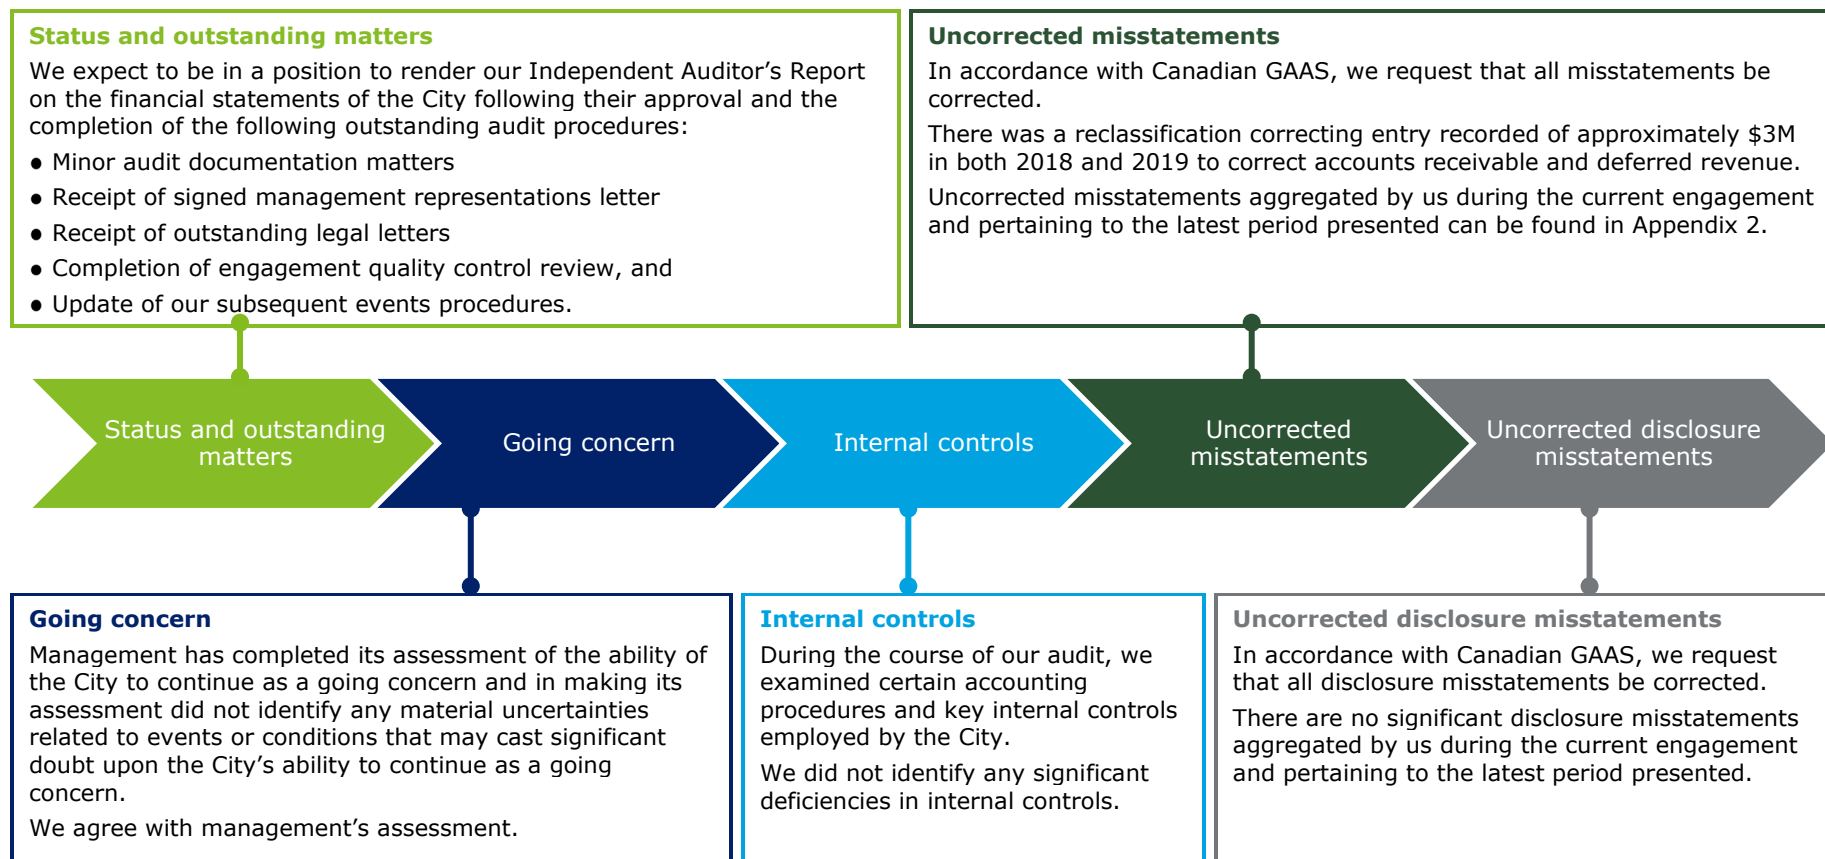 Status and outstanding matters
We expect to be in a position to render our Independent Auditor’s Report
on the financial statements of the City following their approval and the
completion of the following outstanding audit procedures:
● Minor audit documentation matters
● Receipt of signed management representations letter
● Receipt of outstanding legal letters
● Completion of engagement quality control review, and
● Update of our subsequent events procedures.
Uncorrected misstatements
In accordance with Canadian GAAS, we request that all misstatements be
corrected.
There was a reclassification correcting entry recorded of approximately $3M
in both 2018 and 2019 to correct accounts receivable and deferred revenue.
Uncorrected misstatements aggregated by us during the current engagement
and pertaining to the latest period presented can be found in Appendix 2.
Status and outstanding
matters
Going concern
Internal controls
Uncorrected
misstatements
Uncorrected disclosure
misstatements
Going concern
Management has completed its assessment of the ability of
the City to continue as a going concern and in making its
assessment did not identify any material uncertainties
related to events or conditions that may cast significant
doubt upon the City’s ability to continue as a going
concern.
We agree with management’s assessment.
Internal controls
During the course of our audit, we
examined certain accounting
procedures and key internal controls
employed by the City.
We did not identify any significant
deficiencies in internal controls.
Uncorrected disclosure misstatements
In accordance with Canadian GAAS, we request
that all disclosure misstatements be corrected.
There are no significant disclosure misstatements
aggregated by us during the current engagement
and pertaining to the latest period presented.